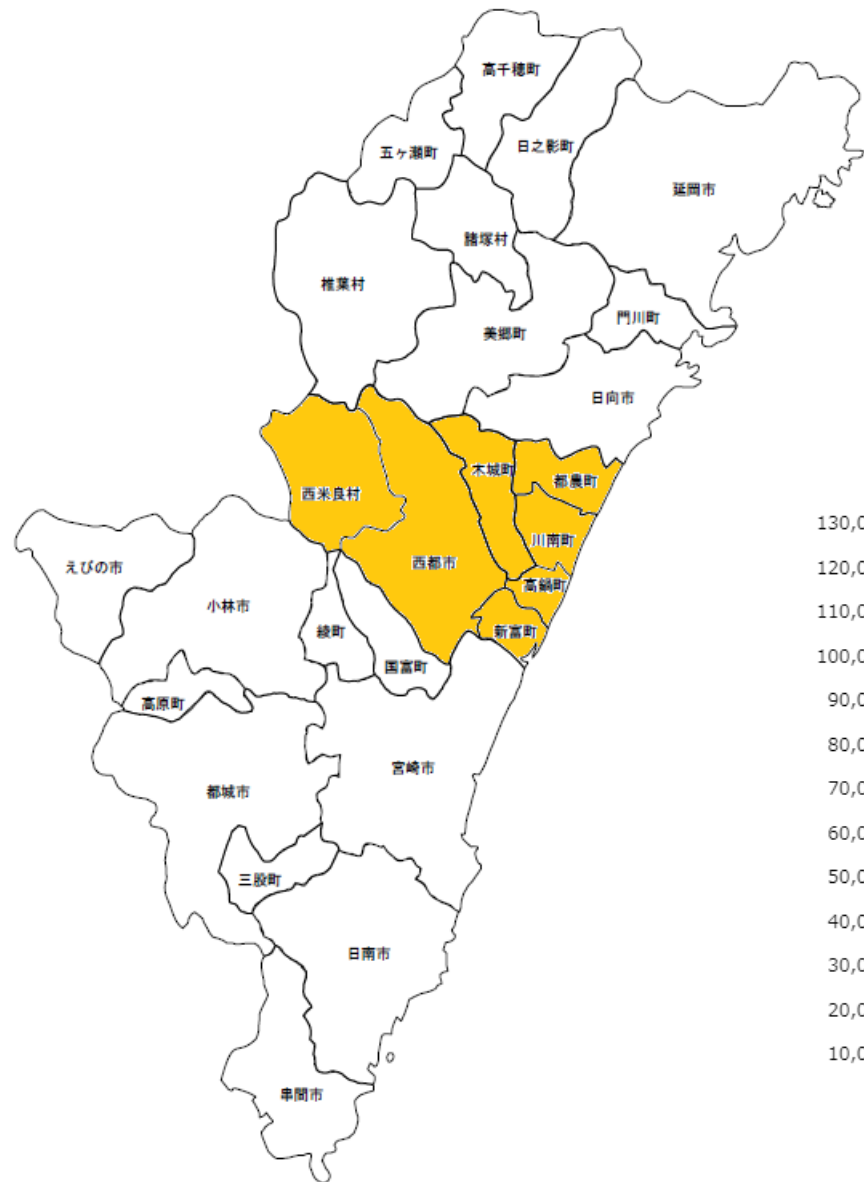 高千穂町
五ヶ瀬町
日之影町
延岡市
諸塚村
椎葉村
美郷町
門川町
日向市
木城町
都農町
西米良村
川南町
西都市
高鍋町
えびの市
小林市
綾町
新富町
国富町
高原町
宮崎市
都城市
三股町
日南市
串間市
130,0
120,0
110,0
100,0
90,0
80,0
70,0
60,0
50,0
40,0
30,0
20,0
10,0